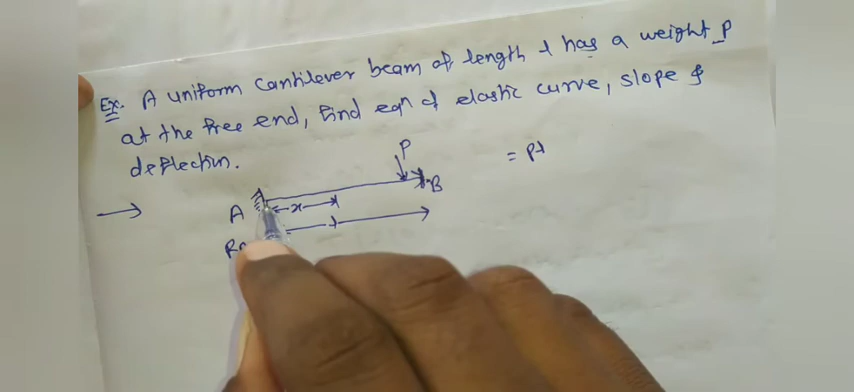 Ex. A uniform cantilever beam of length l has a weight P
at the free end, find eqn of elastic curve, slope &
deflection.
P
= Pl
B
A
x
l